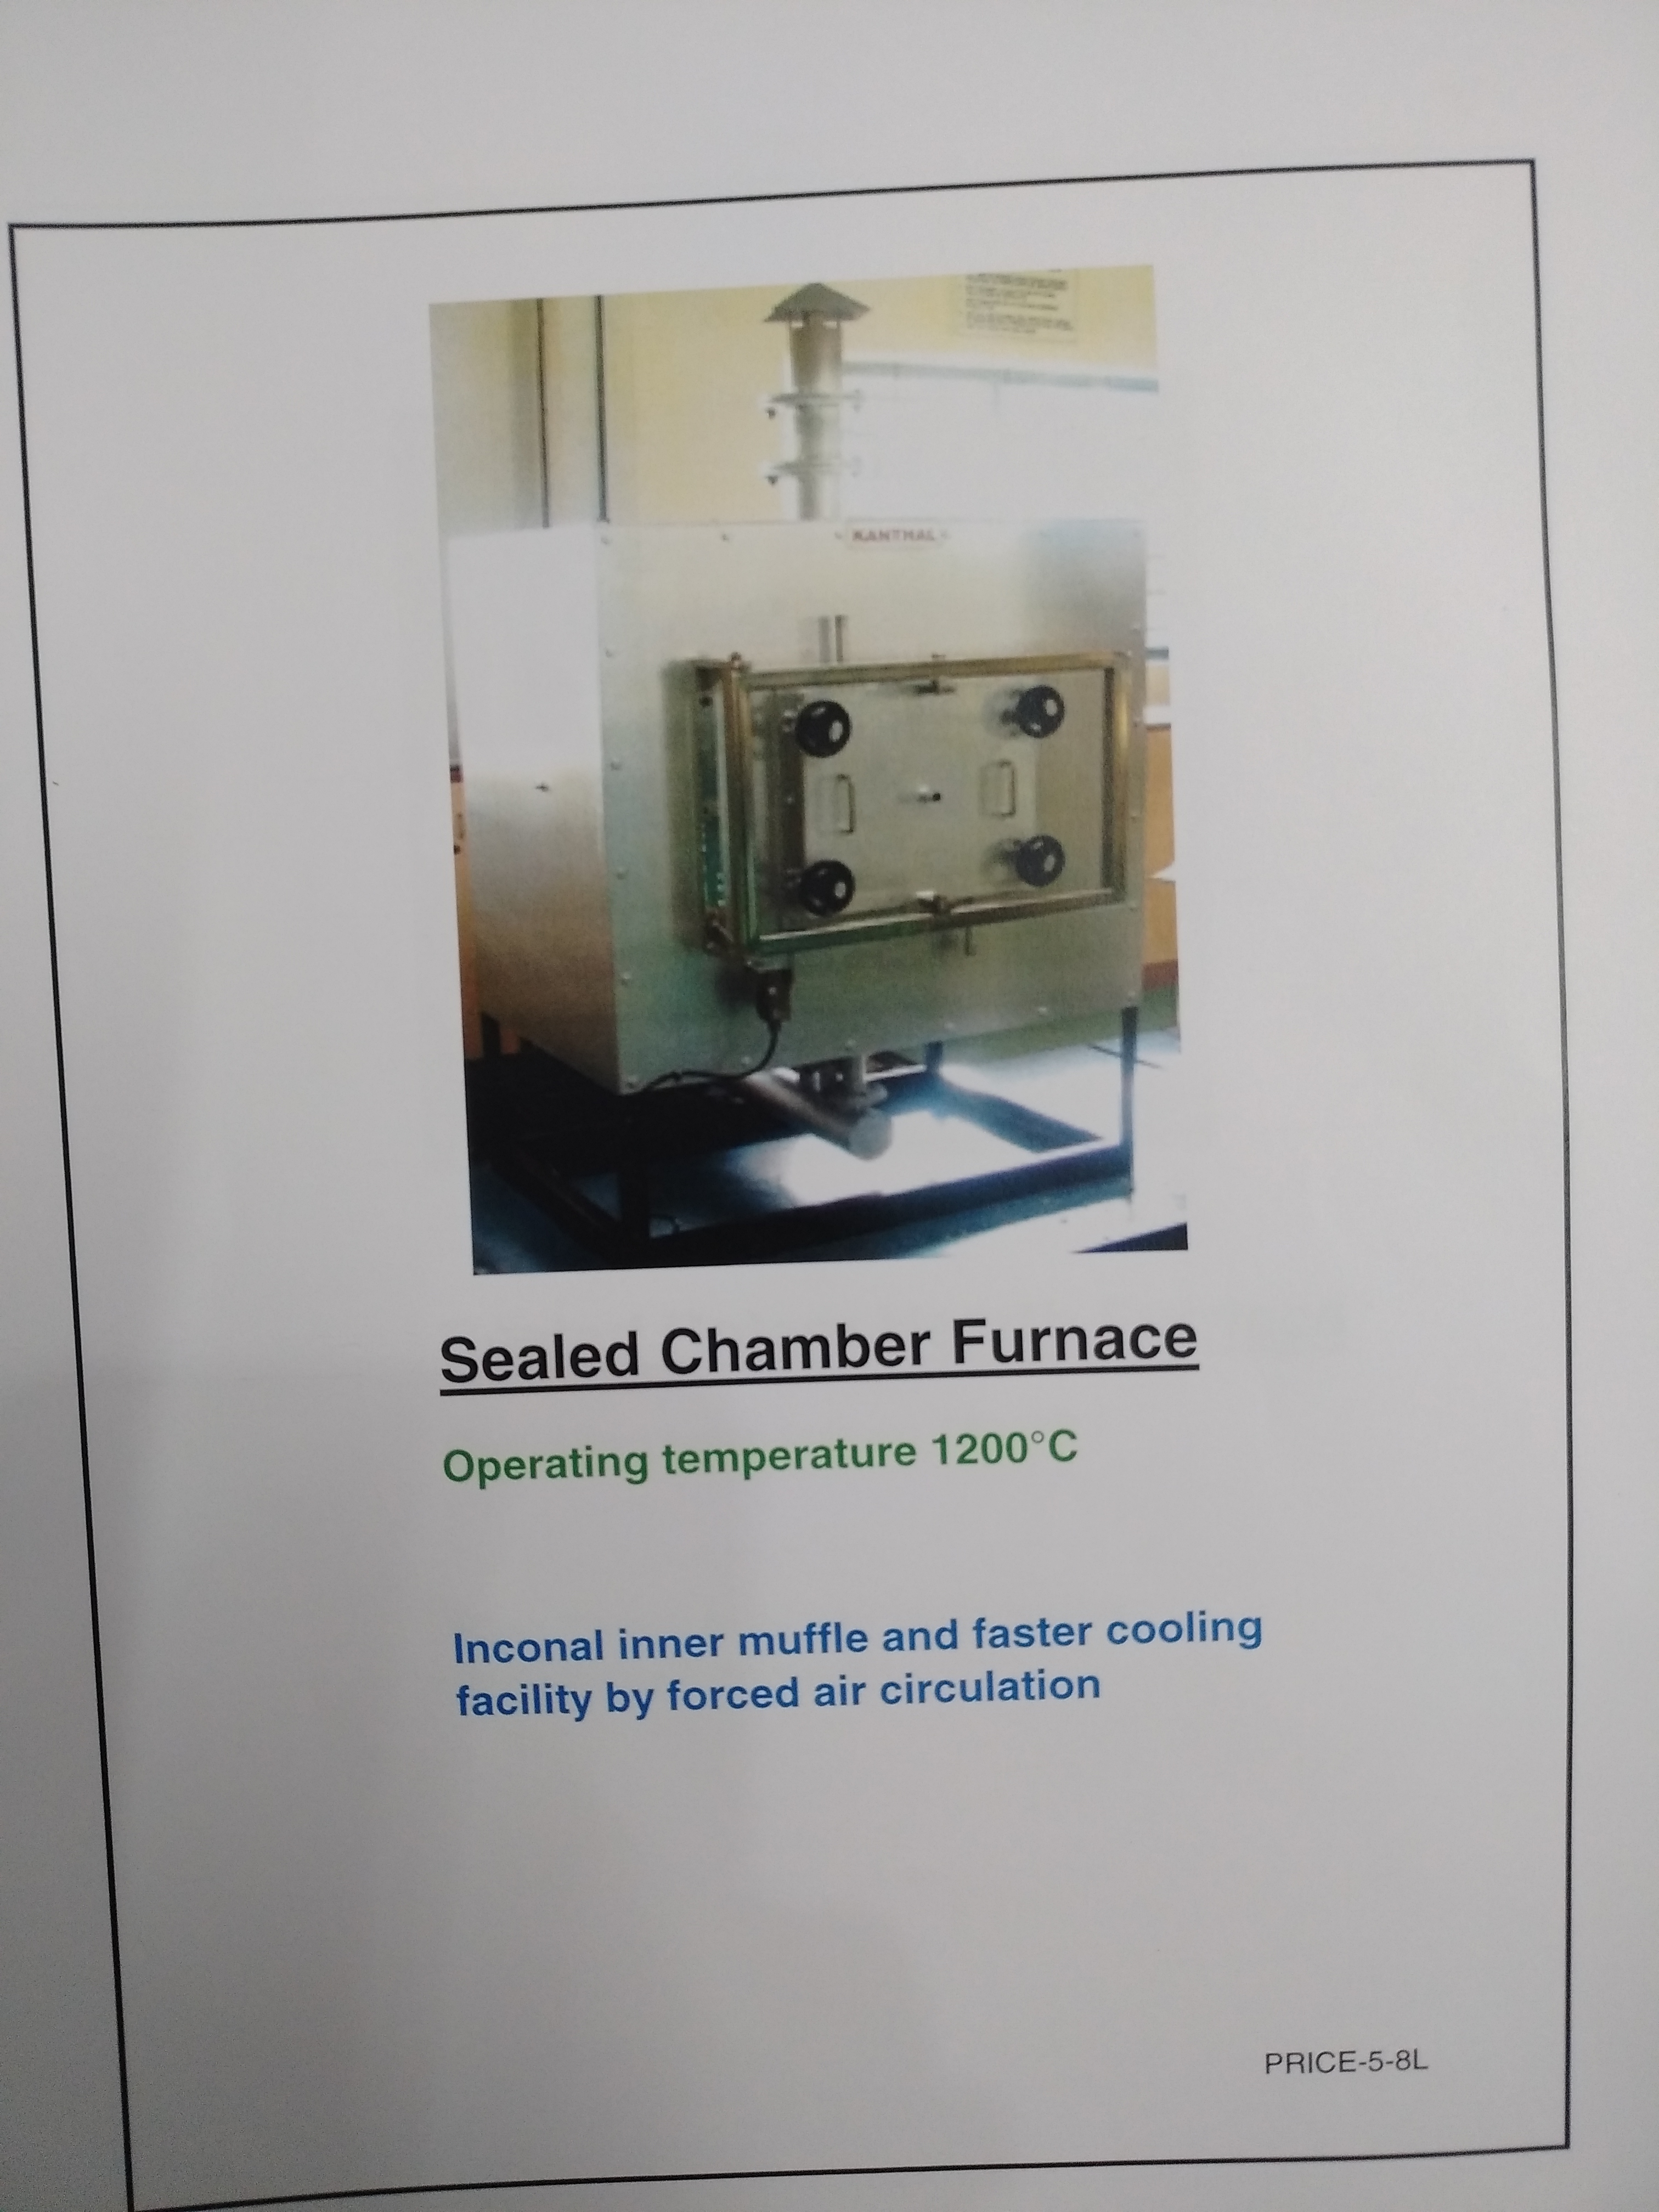 KANTHAL
Sealed Chamber Furnace
Operating temperature 1200°C
Inconal inner muffle and faster cooling
facility by forced air circulation
PRICE-5-8L